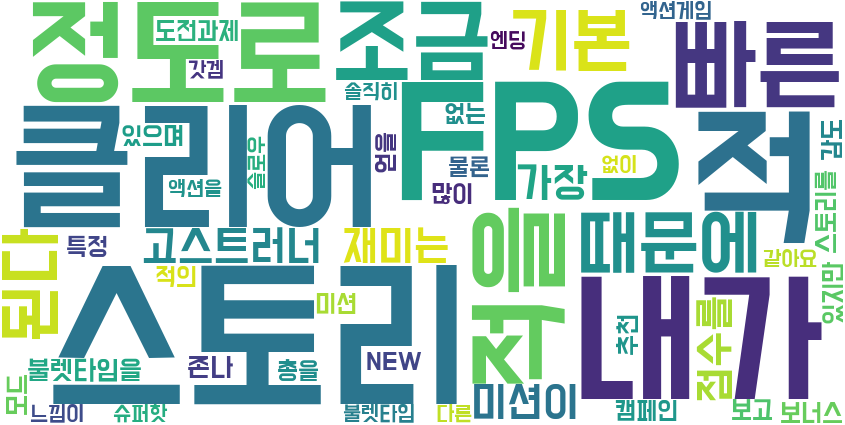 정도로
도전과제
갓겜
조금
솔직히
엔딩
기본
액션게임
빠른
클리어
있으며
액션을
슬로우
언을
FPS
없는
물론
많이
가장
없이
적
감도
스토리를
있지만
된다
특정
고스트러너
재미는
적을
때문에
같아요
적인
미션
스토리
내가
점수를
추천
불렛타임을
존나
총을
NEW
모드
느낌이
슈퍼핫
불렛타임
다른
미션이
캠페인
보고
보너스